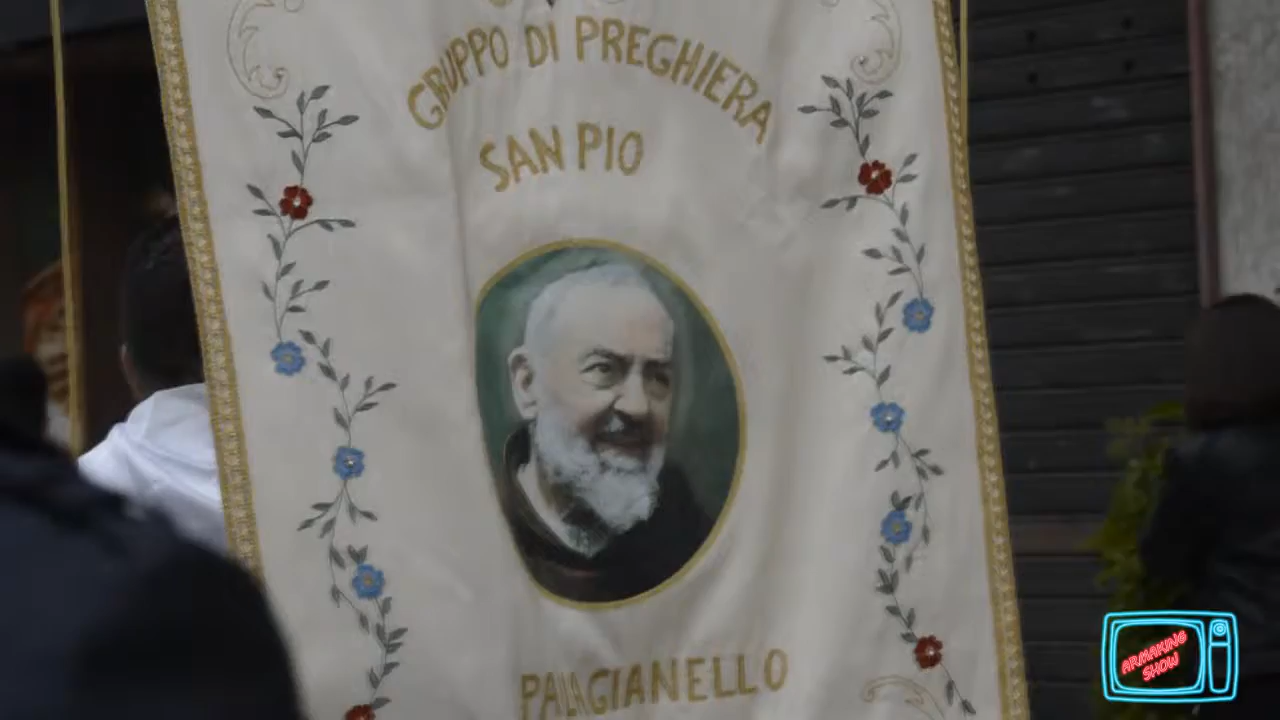 GRUPPO DI PREGHIERA
SAN PIO
PALAGIANELLO
ARMAKING
SHOW